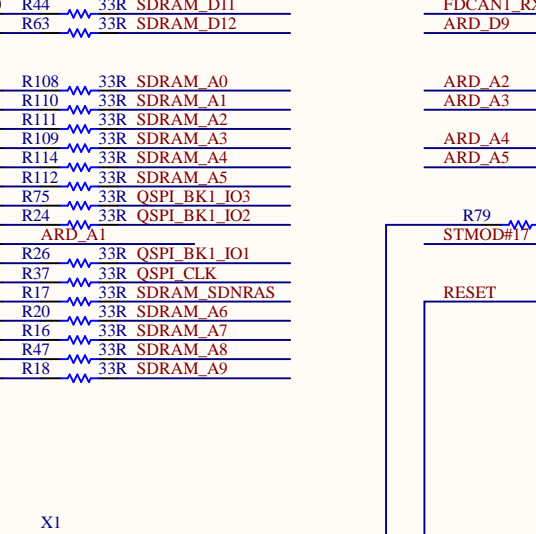 R44 33R SDRAM_D11 FDCAN1_RX
R63 33R SDRAM_D12 ARD_D9
R108 33R SDRAM_A0 ARD_A2
R110 33R SDRAM_A1 ARD_A3
R111 33R SDRAM_A2
R109 33R SDRAM_A3 ARD_A4
R114 33R SDRAM_A4 ARD_A5
R112 33R SDRAM_A5
R75 33R QSPI_BK1_IO3
R24 33R QSPI_BK1_IO2 R79
ARD_A1 STMOD#17
R26 33R QSPI_BK1_IO1
R37 33R QSPI_CLK
R17 33R SDRAM_SDNRAS RESET
R20 33R SDRAM_A6
R16 33R SDRAM_A7
R47 33R SDRAM_A8
R18 33R SDRAM_A9
X1